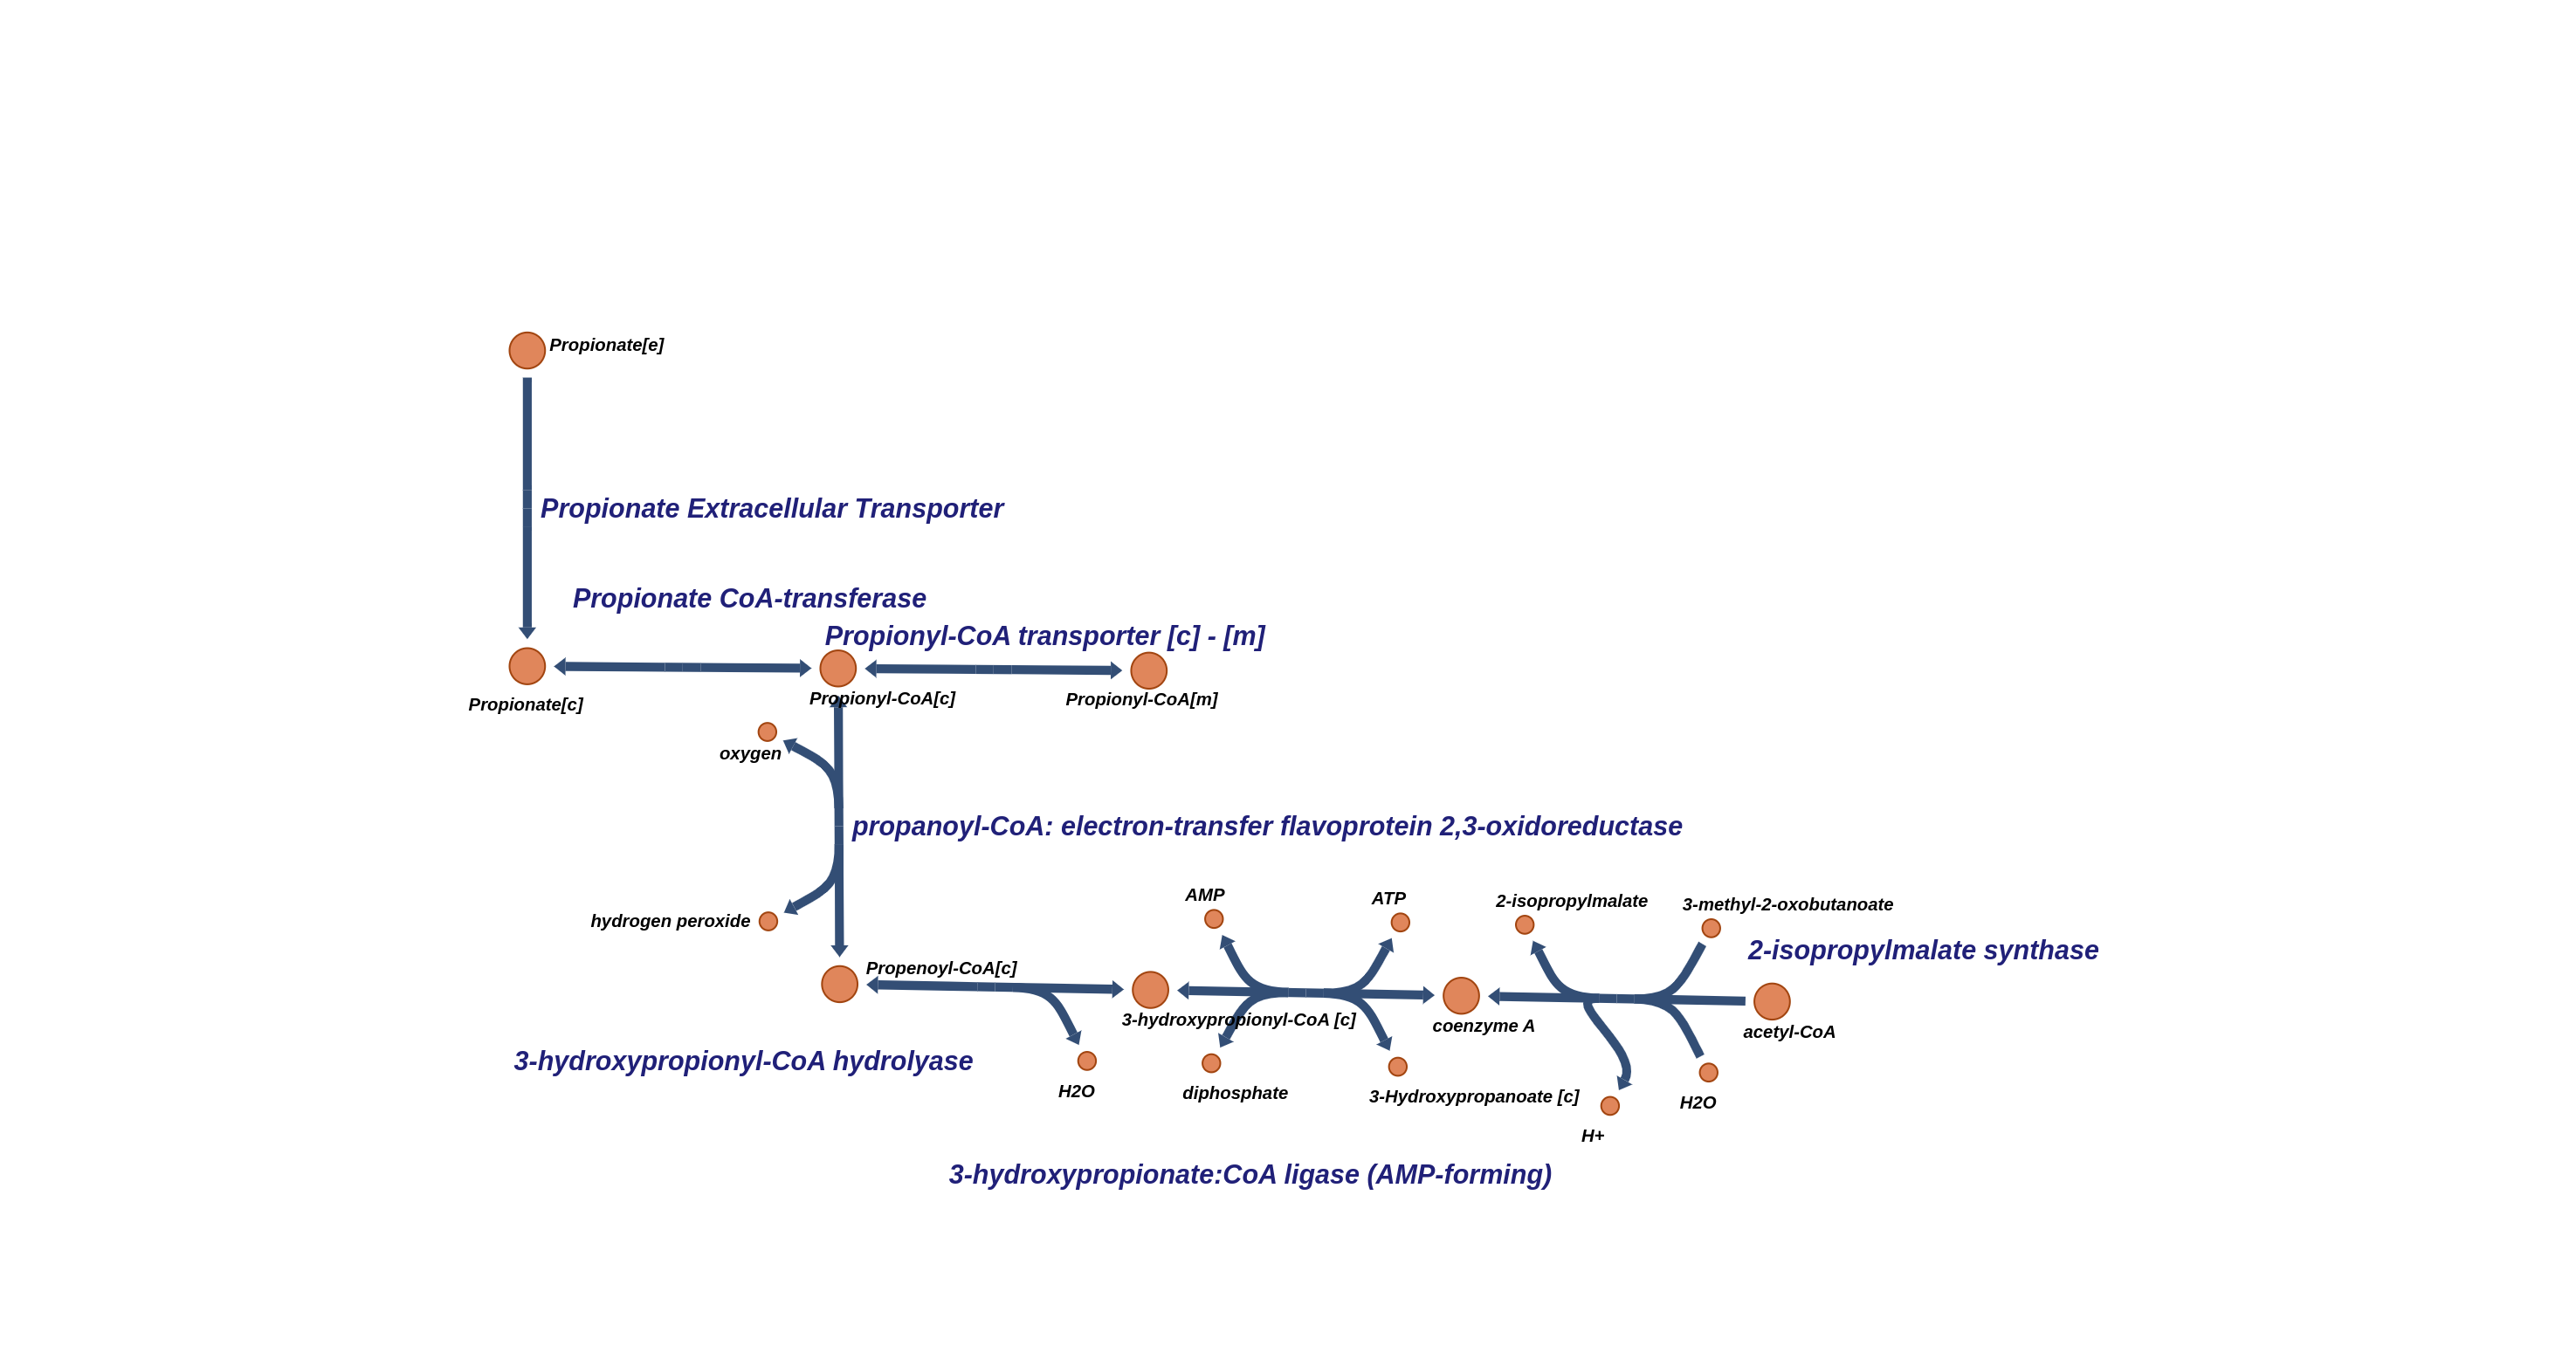 Propionate[e]
Propionate Extracellular Transporter
Propionate CoA-transferase
Propionyl-CoA transporter [c] - [m]
Propionate[c]
Propionyl-CoA[c]
Propionyl-CoA[m]
oxygen
propanoyl-CoA: electron-transfer flavoprotein 2,3-oxidoreductase
hydrogen peroxide
AMP
ATP
2-isopropylmalate
3-methyl-2-oxobutanoate
2-isopropylmalate synthase
Propenoyl-CoA[c]
3-hydroxypropionyl-CoA [c]
coenzyme A
acetyl-CoA
3-hydroxypropionyl-CoA hydrolyase
H2O
diphosphate
3-Hydroxypropanoate [c]
H2O
H+
3-hydroxypropionate:CoA ligase (AMP-forming)